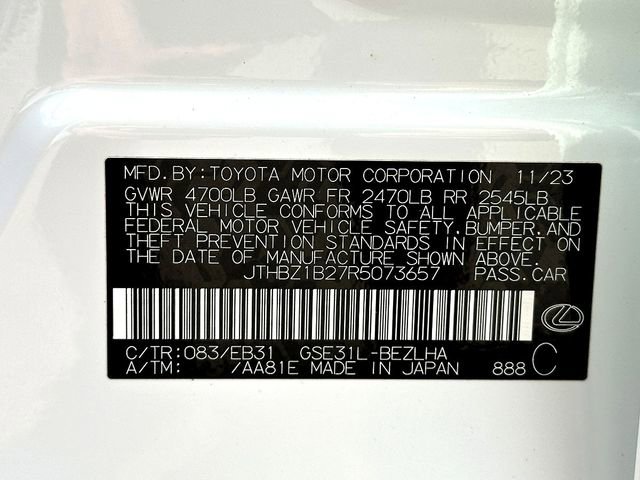 MFD.BY:TOYOTA MOTOR CORPORATION 11/23
GVWR 4700LB GAWR FR 2470LB RR 2545LB
THIS VEHICLE CONFORMS TO ALL APPLICABLE
FEDERAL MOTOR VEHICLE SAFETY,BUMPER,AND
THEFT PREVENTION STANDARDS IN EFFECT ON
THE DATE OF MANUFACTURE SHOWN ABOVE.
JTHBZ1B27R5073657 PASS.CAR
C/TR:083/EB31 GSE31L-BEZLHA
A/TM: /AA81E MADE IN JAPAN 888 C